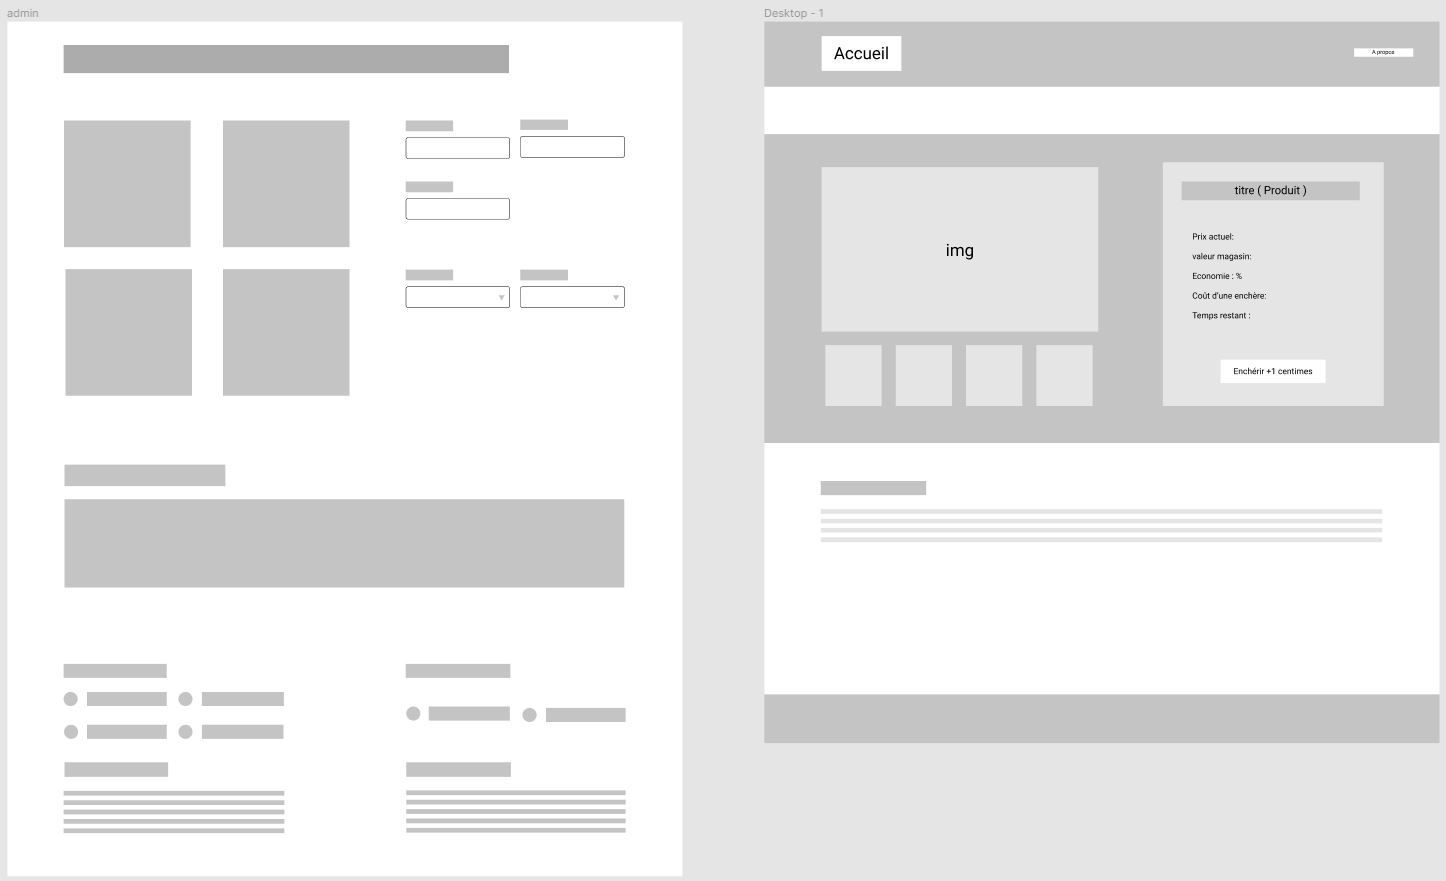 admin
Desktop - 1
Accueil
A propos
img
titre ( Produit )
Prix actuel:
valeur magasin:
Economie : %
Coût d'une enchère:
Temps restant :
Enchérir +1 centimes